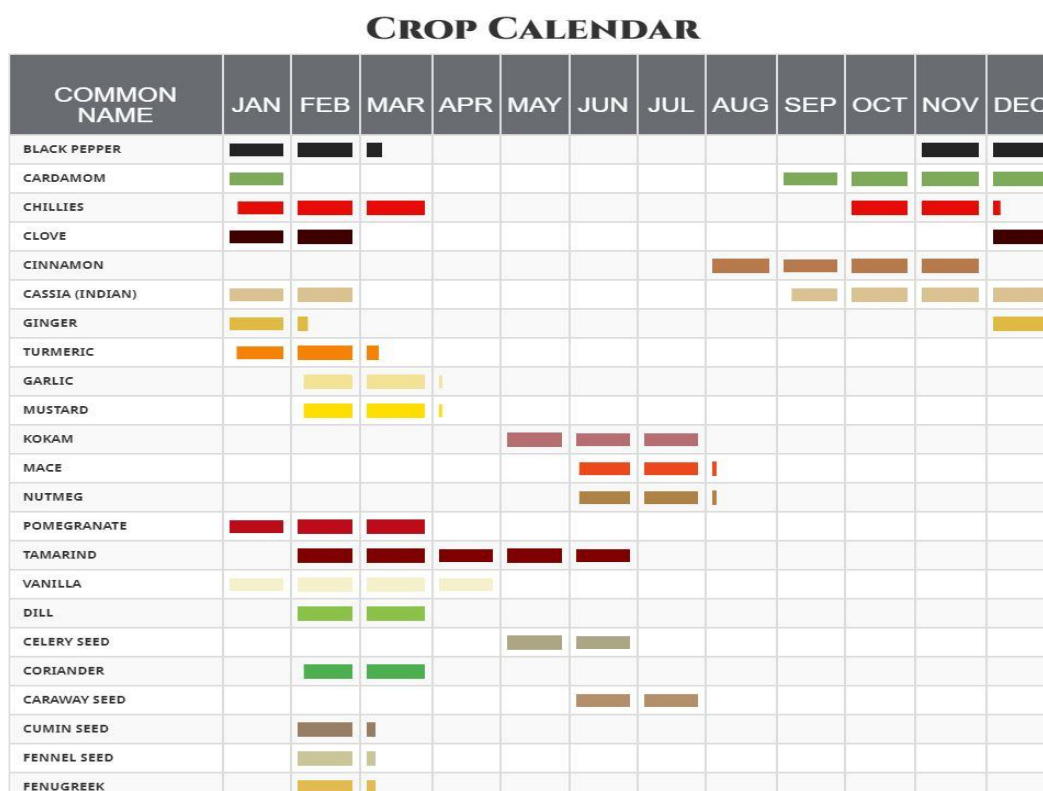 CROP CALENDAR
COMMON
NAME
JAN FEB MAR APR MAY JUN JUL AUG SEP OCT NOV DEC
BLACK PEPPER
CARDAMOM
CHILLIES
CLOVE
CINNAMON
CASSIA (INDIAN)
GINGER
TURMERIC
GARLIC
MUSTARD
KOKAM
MACE
NUTMEG
POMEGRANATE
TAMARIND
VANILLA
DILL
CELERY SEED
CORIANDER
CARAWAY SEED
CUMIN SEED
FENNEL SEED
FENUGREEK